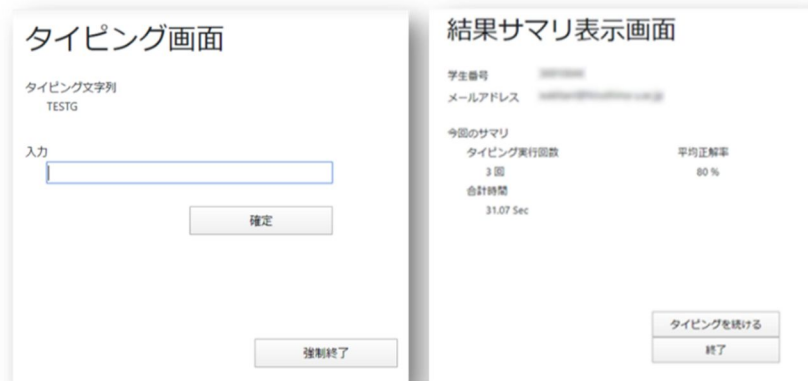 タイピング画面
タイピング文字列
TESTG
入力
確定
強制終了
結果サマリ表示画面
学生番号
メールアドレス
今回のサマリ
タイピング実行回数 平均正解率
3 回 80 %
合計時間
31.07 Sec
タイピングを続ける
終了